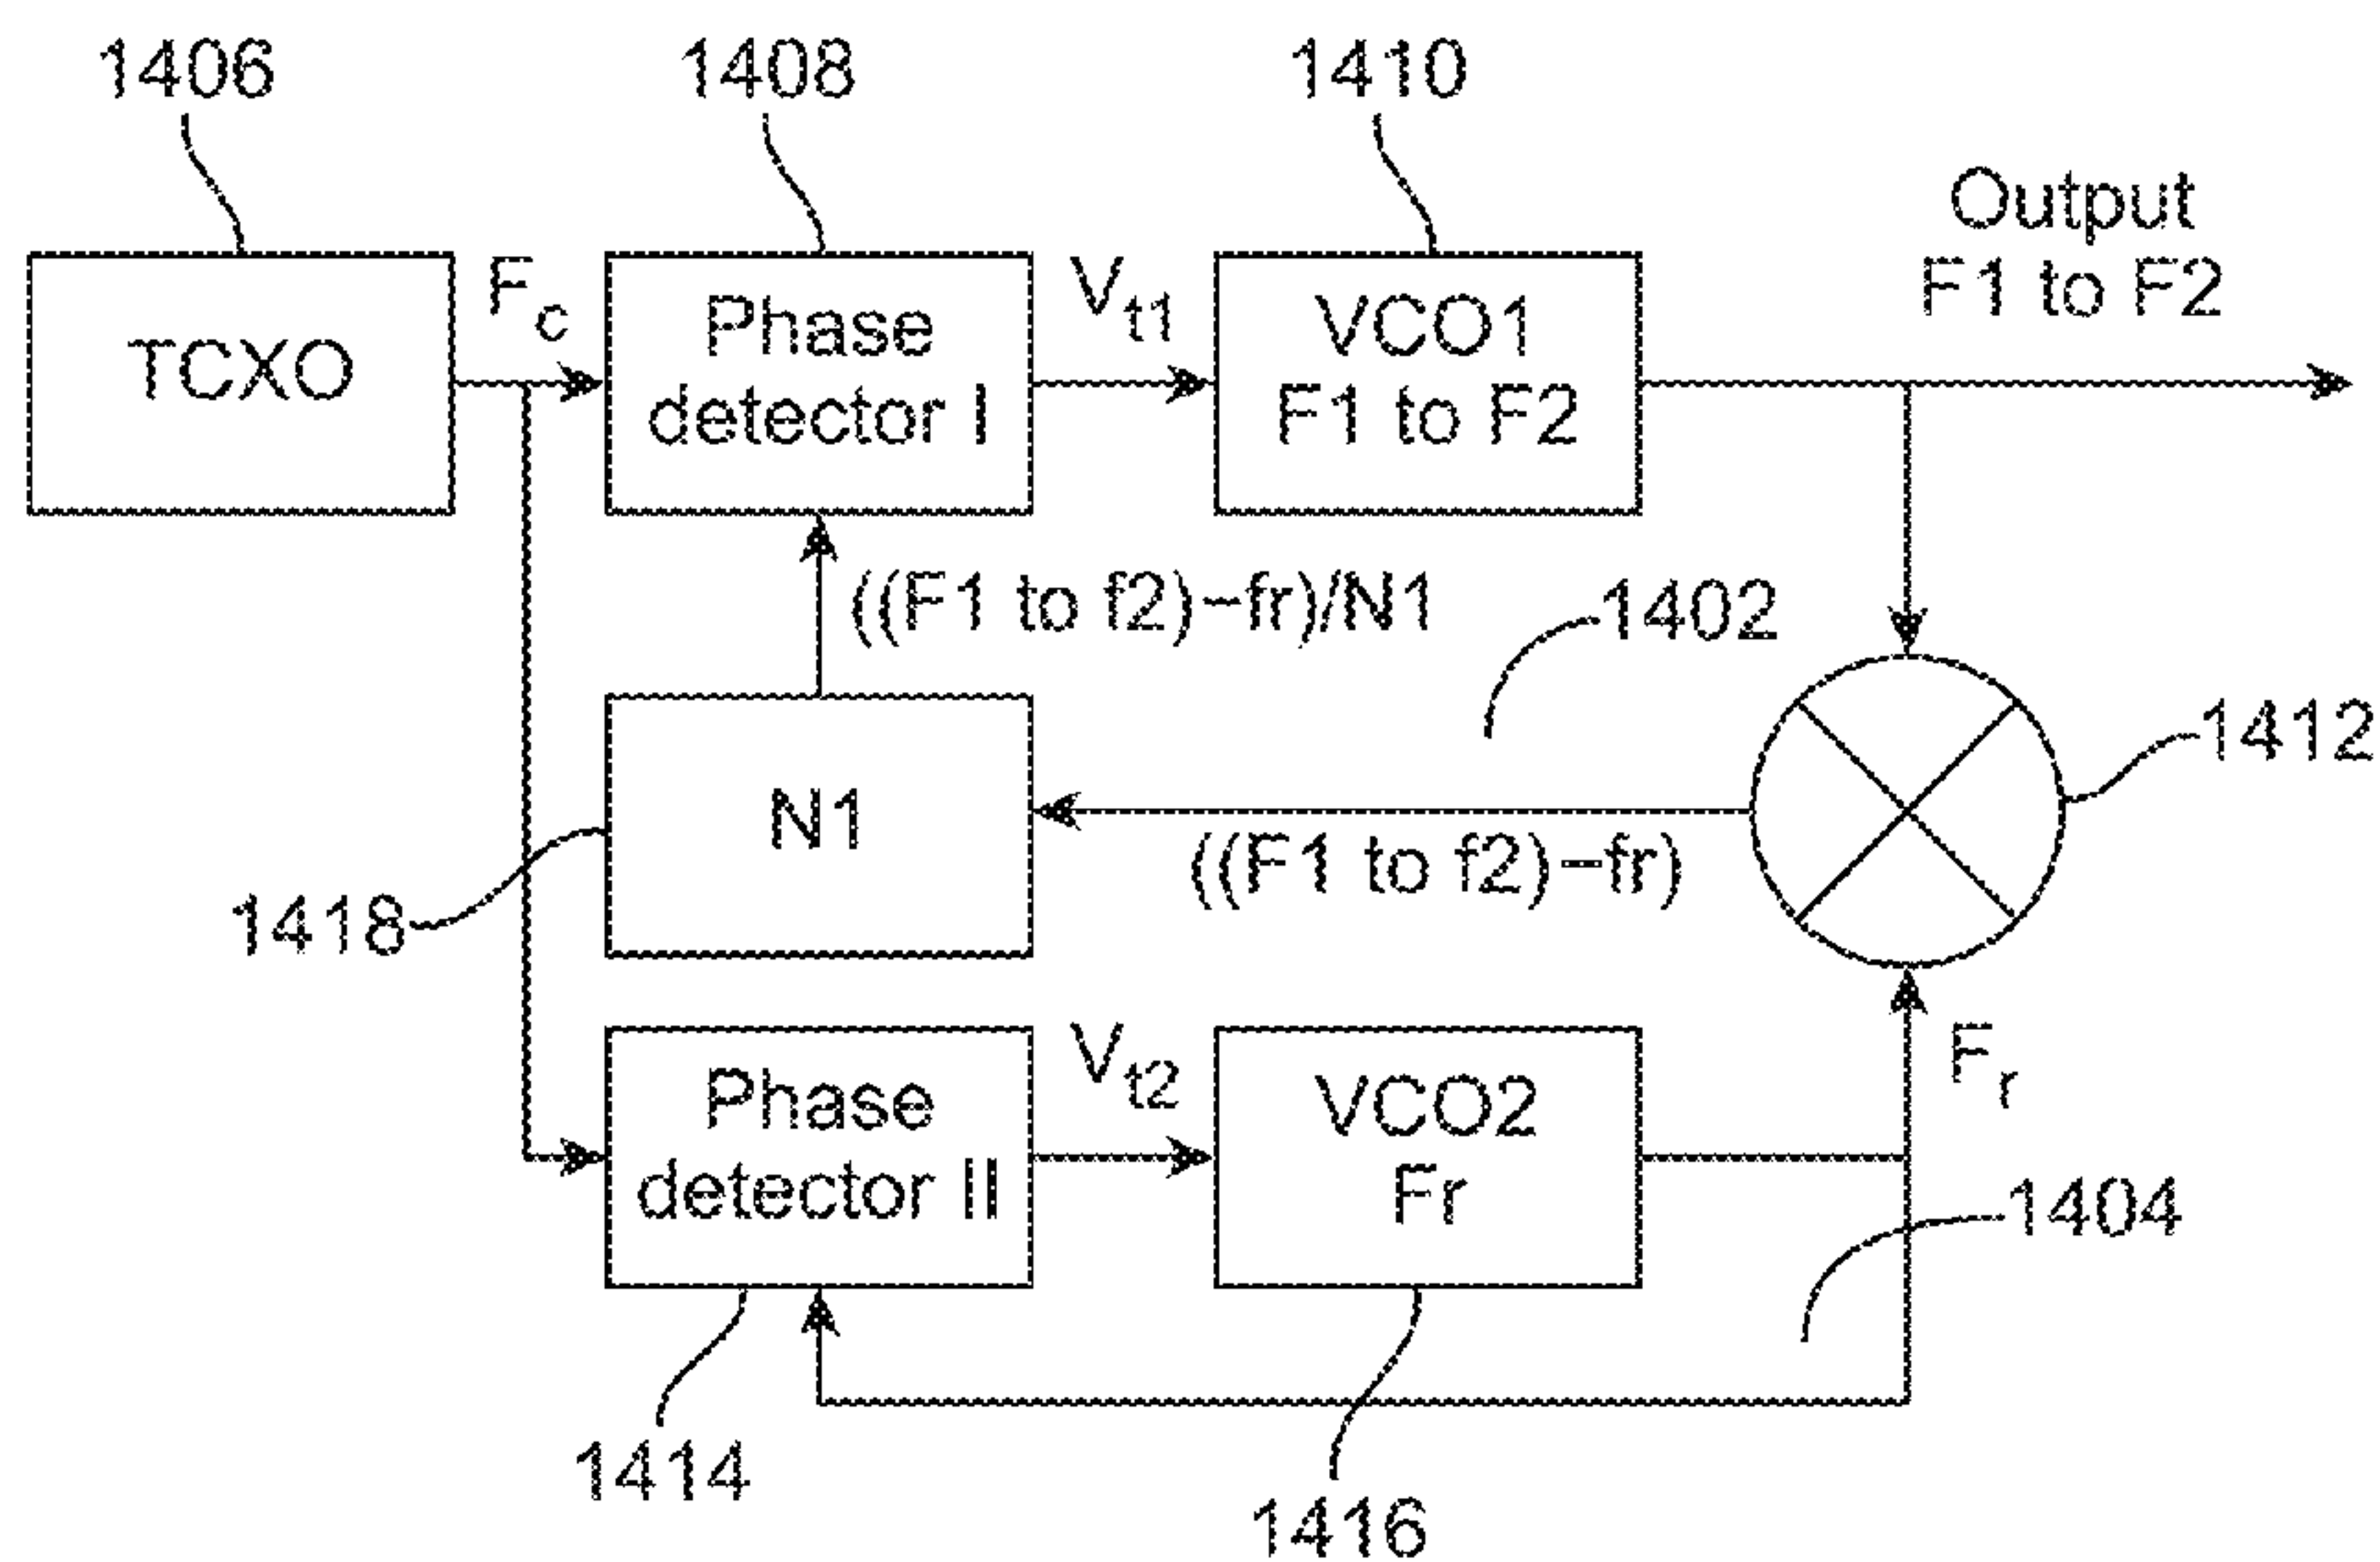 1406
1408
1410
Output
F1 to F2
TCXO
Fc
Phase
detector I
Vt1
VCO1
F1 to F2
((F1 to f2)−fr)/N1
1402
1412
N1
((F1 to f2)−fr)
1418
Phase
detector II
Vt2
VCO2
Fr
Fr
1404
1414
1416